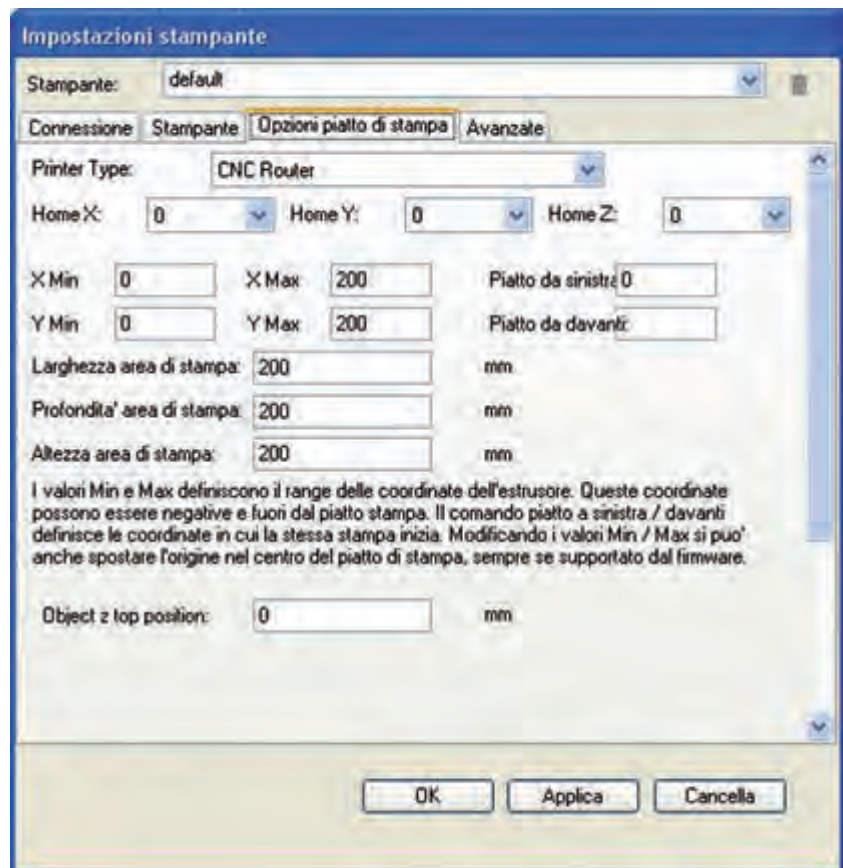 Impostazioni stampante
Stampante: default
Connessione Stampante Opzioni piatto di stampa Avanzate
Printer Type: CNC Router
Home X: 0 Home Y: 0 Home Z: 0
X Min 0 X Max 200 Piatto da sinistra 0
Y Min 0 Y Max 200 Piatto da davanti:
Larghezza area di stampa: 200 mm
Profondita' area di stampa: 200 mm
Altezza area di stampa: 200 mm
I valori Min e Max definiscono il range delle coordinate dell'estrusore. Queste coordinate
possono essere negative e fuori dal piatto stampa. Il comando piatto a sinistra / davanti
definisce le coordinate in cui la stessa stampa inizia. Modificando i valori Min / Max si puo'
anche spostare l'origine nel centro del piatto di stampa, sempre se supportato dal firmware.
Object z top position: 0 mm
OK Applica Cancella